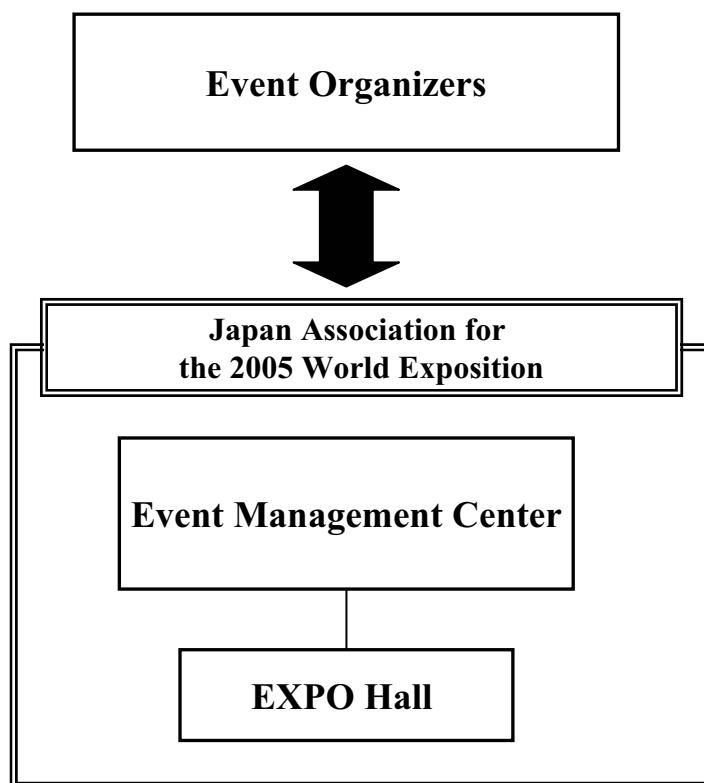 Event Organizers
Japan Association for
the 2005 World Exposition
Event Management Center
EXPO Hall